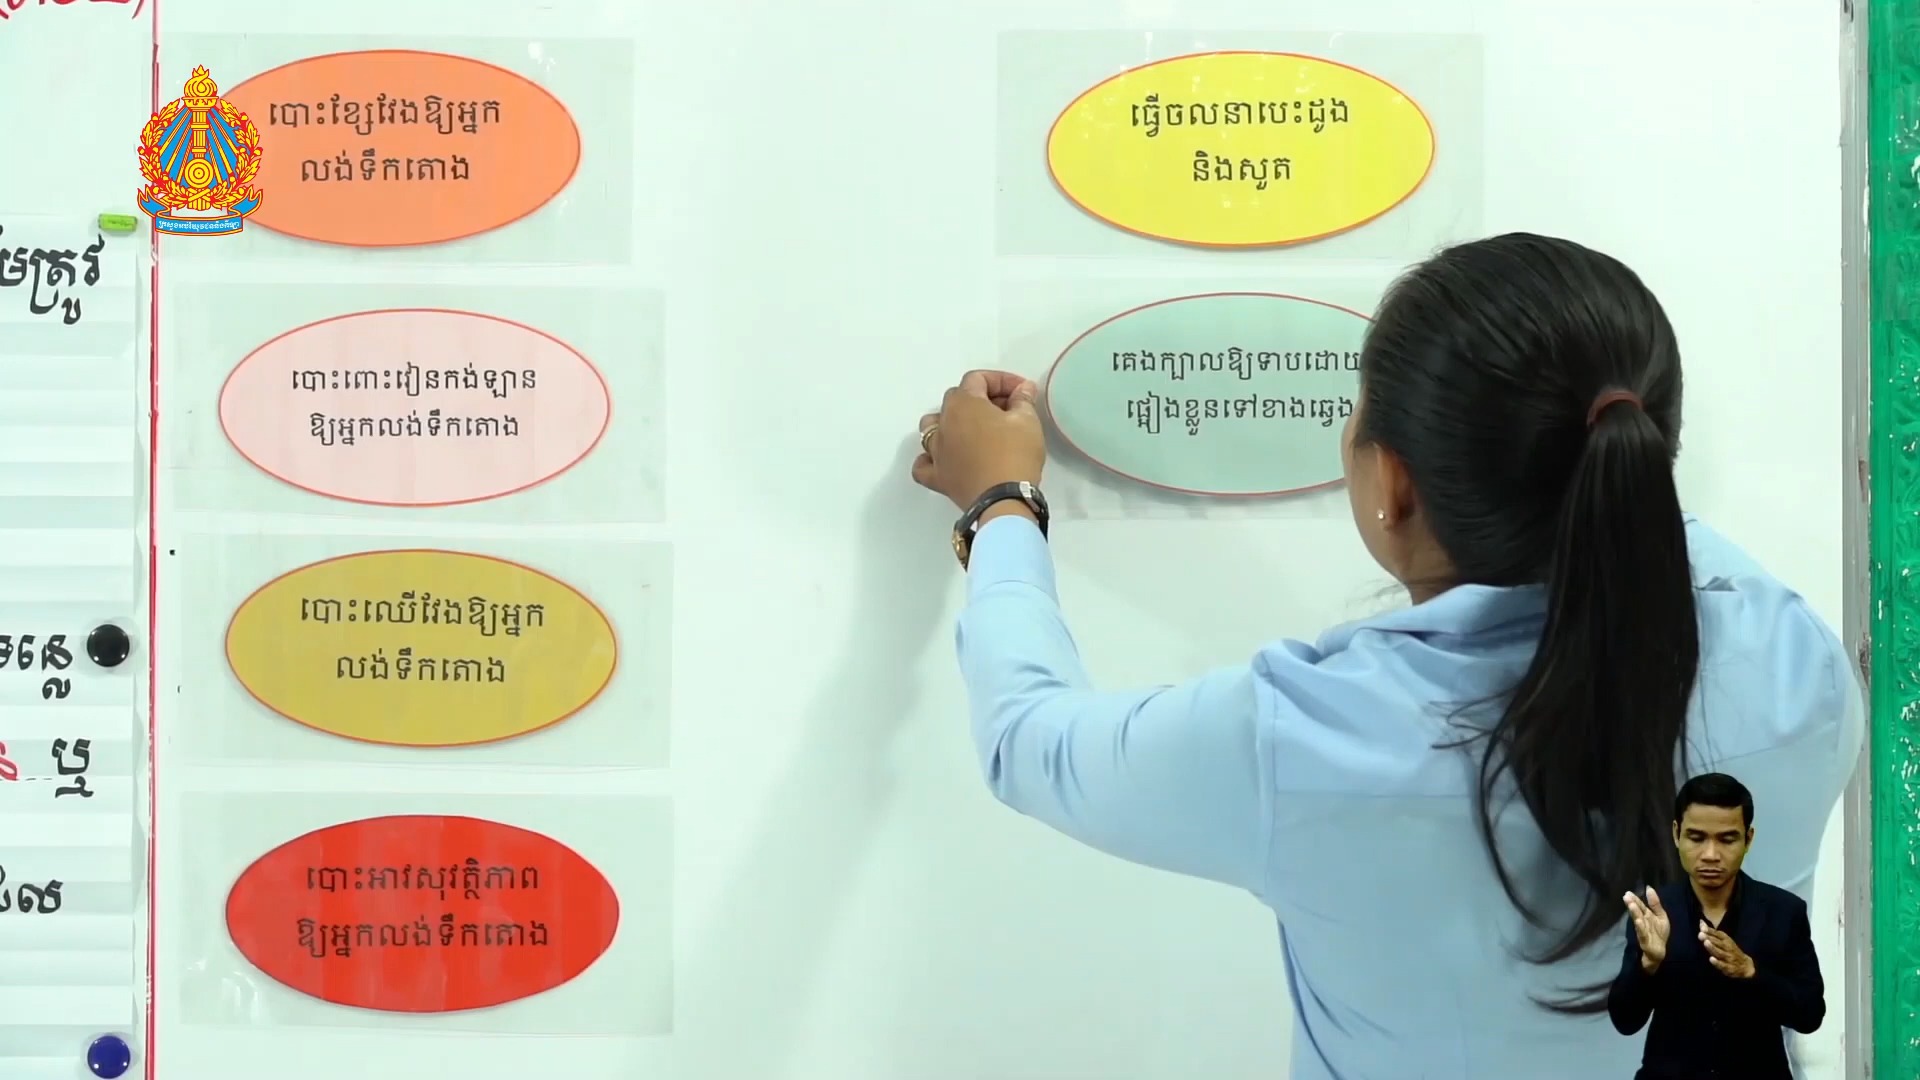 បោះខ្សែវែងឱ្យអ្នក
លង់ទឹកតោង
បោះពោះវៀនកង់ឡាន
ឱ្យអ្នកលង់ទឹកតោង
បោះឈើវែងឱ្យអ្នក
លង់ទឹកតោង
បោះអាវសុវត្ថិភាព
ឱ្យអ្នកលង់ទឹកតោង
ធ្វើចលនាបេះដូង
និងសួត
គេងក្បាលឱ្យទាបដោយ
ផ្អៀងខ្លួនទៅខាងឆ្វេង
ឬ